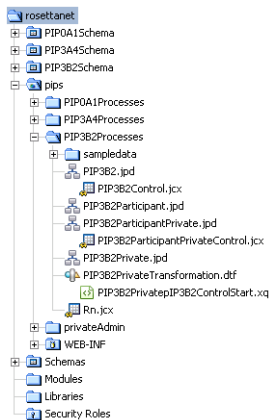 rosettanet
PIP0A1Schema
PIP3A4Schema
PIP3B2Schema
pips
PIP0A1Processes
PIP3A4Processes
PIP3B2Processes
sampledata
PIP3B2.jpd
PIP3B2Control.jcx
PIP3B2Participant.jpd
PIP3B2ParticipantPrivate.jpd
PIP3B2ParticipantPrivateControl.jcx
PIP3B2Private.jpd
PIP3B2PrivateTransformation.dtf
PIP3B2PrivatepIP3B2ControlStart.xq
Rn.jcx
privateAdmin
WEB-INF
Schemas
Modules
Libraries
Security Roles